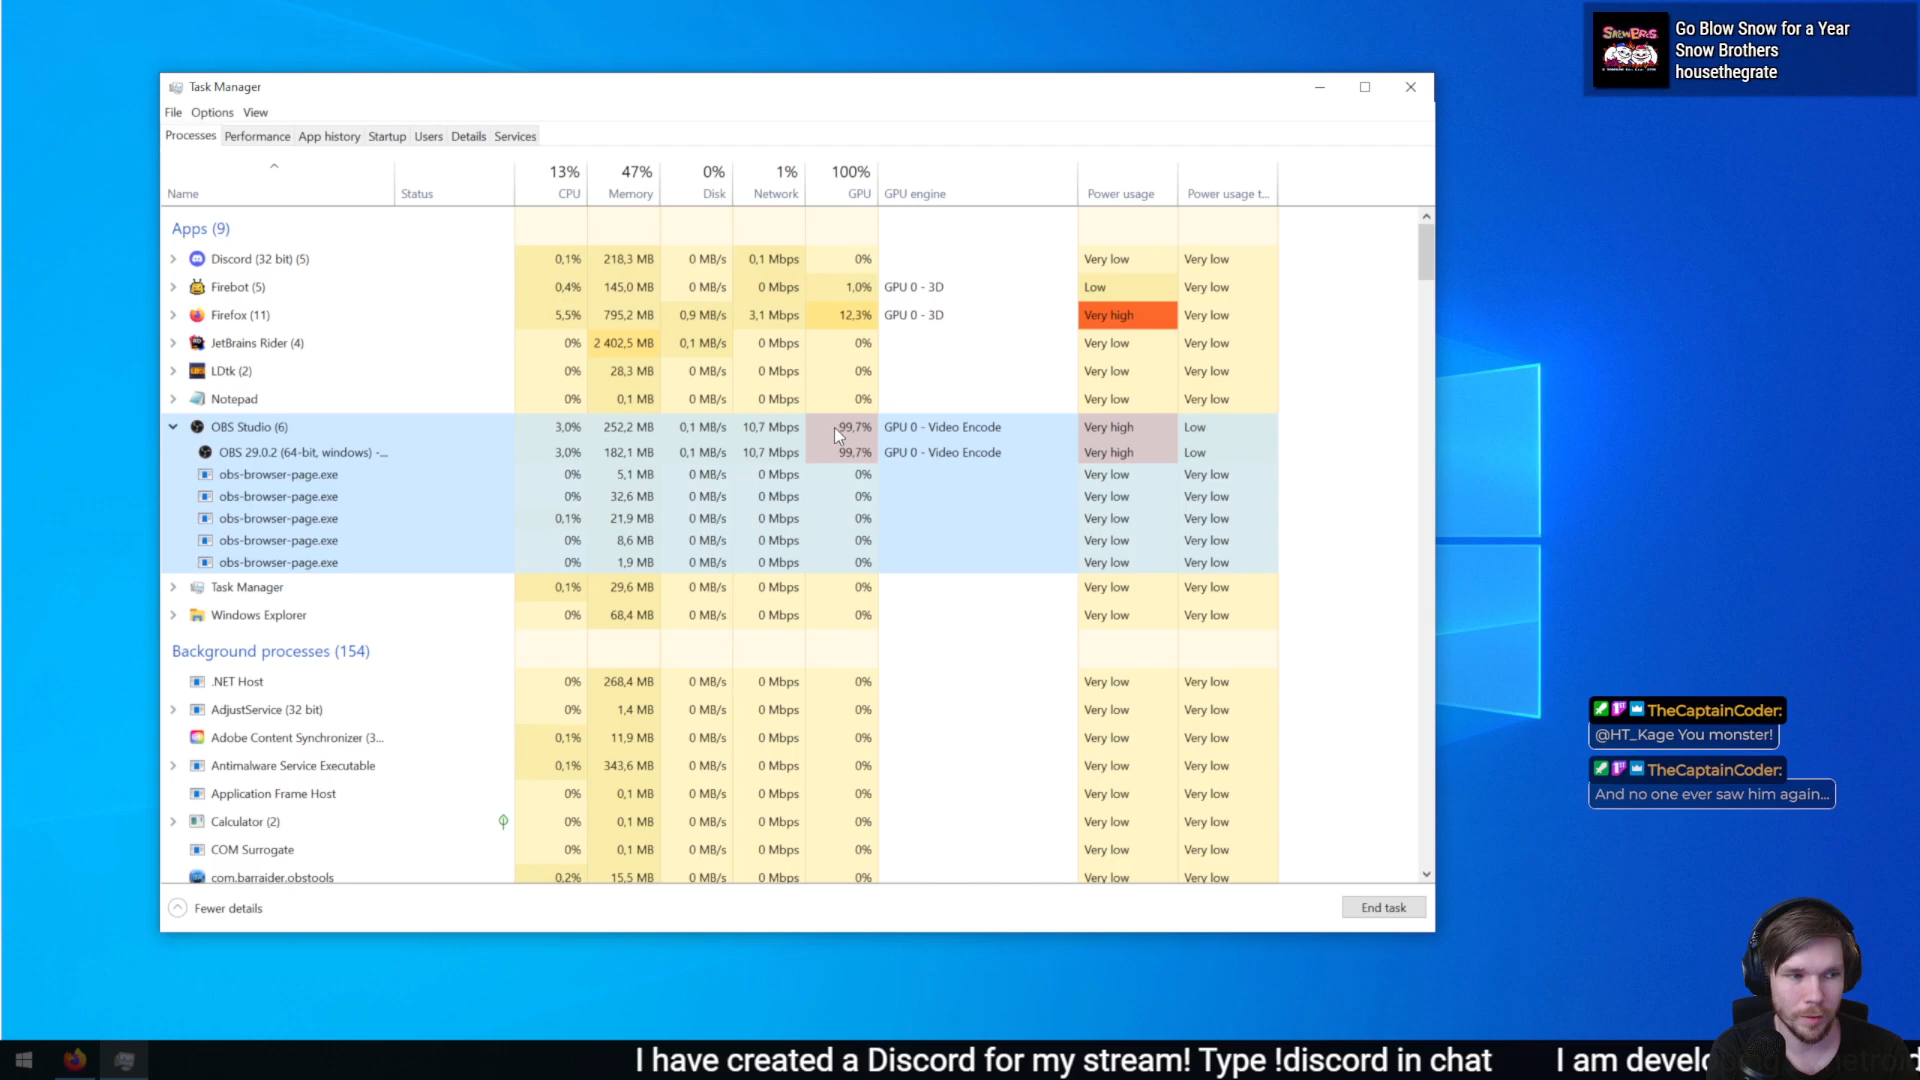 Go Blow Snow for a Year
Snow Brothers
housethegrate
Task Manager
File Options View
Processes Performance App history Startup Users Details Services
13% 47% 0% 1% 100%
Name Status CPU Memory Disk Network GPU GPU engine Power usage Power usage t...
Apps (9)
Discord (32 bit) (5) 0,1% 218,3 MB 0 MB/s 0,1 Mbps 0% Very low Very low
Firebot (5) 0,4% 145,0 MB 0 MB/s 0 Mbps 1,0% GPU 0 - 3D Low Very low
Firefox (11) 5,5% 795,2 MB 0,9 MB/s 3,1 Mbps 12,3% GPU 0 - 3D Very high Very low
JetBrains Rider (4) 0% 2 402,5 MB 0,1 MB/s 0 Mbps 0% Very low Very low
LDtk (2) 0% 28,3 MB 0 MB/s 0 Mbps 0% Very low Very low
Notepad 0% 0,1 MB 0 MB/s 0 Mbps 0% Very low Very low
OBS Studio (6) 3,0% 252,2 MB 0,1 MB/s 10,7 Mbps 99,7% GPU 0 - Video Encode Very high Low
OBS 29.0.2 (64-bit, windows) -... 3,0% 182,1 MB 0,1 MB/s 10,7 Mbps 99,7% GPU 0 - Video Encode Very high Low
obs-browser-page.exe 0% 5,1 MB 0 MB/s 0 Mbps 0% Very low Very low
obs-browser-page.exe 0% 32,6 MB 0 MB/s 0 Mbps 0% Very low Very low
obs-browser-page.exe 0,1% 21,9 MB 0 MB/s 0 Mbps 0% Very low Very low
obs-browser-page.exe 0% 8,6 MB 0 MB/s 0 Mbps 0% Very low Very low
obs-browser-page.exe 0% 1,9 MB 0 MB/s 0 Mbps 0% Very low Very low
Task Manager 0,1% 29,6 MB 0 MB/s 0 Mbps 0% Very low Very low
Windows Explorer 0% 68,4 MB 0 MB/s 0 Mbps 0% Very low Very low
Background processes (154)
.NET Host 0% 268,4 MB 0 MB/s 0 Mbps 0% Very low Very low
AdjustService (32 bit) 0% 1,4 MB 0 MB/s 0 Mbps 0% Very low Very low
Adobe Content Synchronizer (3... 0,1% 11,9 MB 0 MB/s 0 Mbps 0% Very low Very low
Antimalware Service Executable 0,1% 343,6 MB 0 MB/s 0 Mbps 0% Very low Very low
Application Frame Host 0% 0,1 MB 0 MB/s 0 Mbps 0% Very low Very low
Calculator (2) 0% 0,1 MB 0 MB/s 0 Mbps 0% Very low Very low
COM Surrogate 0% 0,1 MB 0 MB/s 0 Mbps 0% Very low Very low
com.barraider.obstools 0,2% 15,5 MB 0 MB/s 0 Mbps 0% Very low Very low
Fewer details End task
TheCaptainCoder:
@HT_Kage You monster!
TheCaptainCoder:
And no one ever saw him again...
I have created a Discord for my stream! Type !discord in chat I am